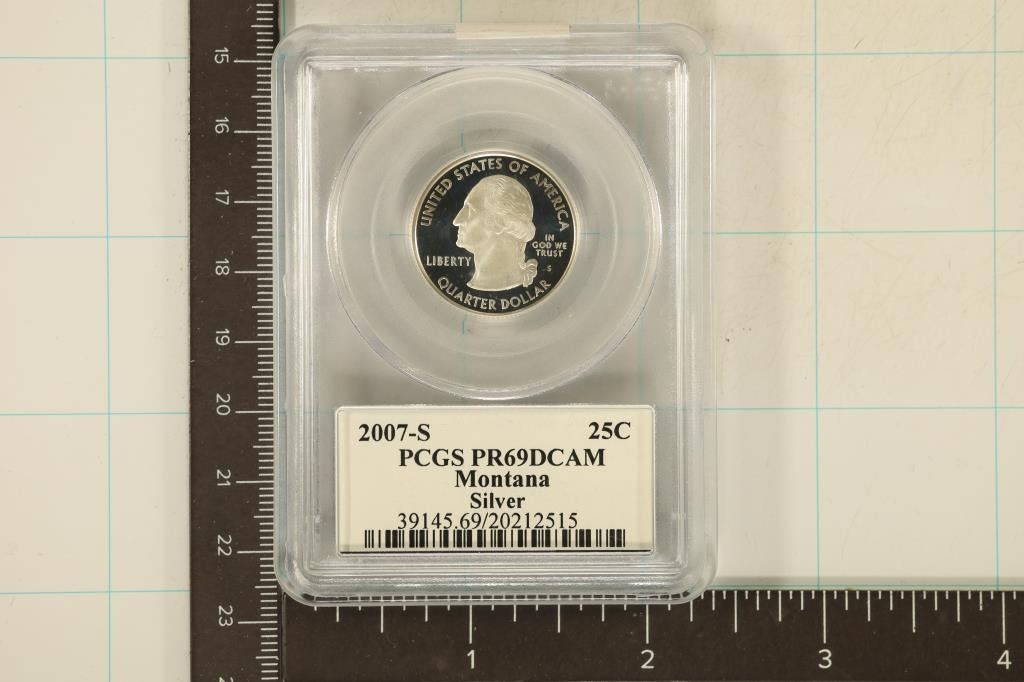 UNITED STATES OF AMERICA
IN
GOD WE
TRUST
LIBERTY
S
QUARTER DOLLAR
2007-S 25C
PCGS PR69DCAM
Montana
Silver
39145.69/20212515
15
16
17
18
19
20
21
22
23
1 2 3 4